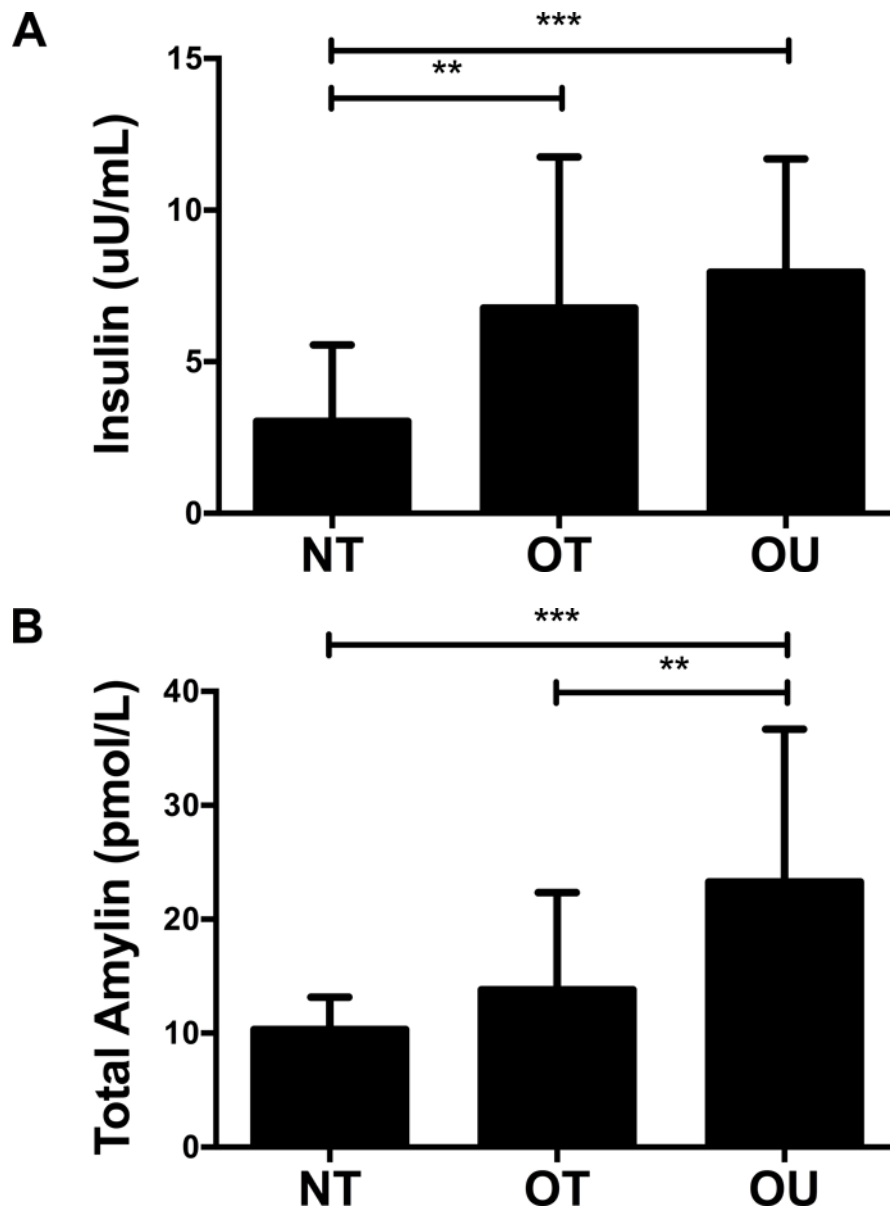 A
***
**
Insulin (uU/mL)
15
10
5
0
NT OT OU
B
***
**
Total Amylin (pmol/L)
40
30
20
10
0
NT OT OU